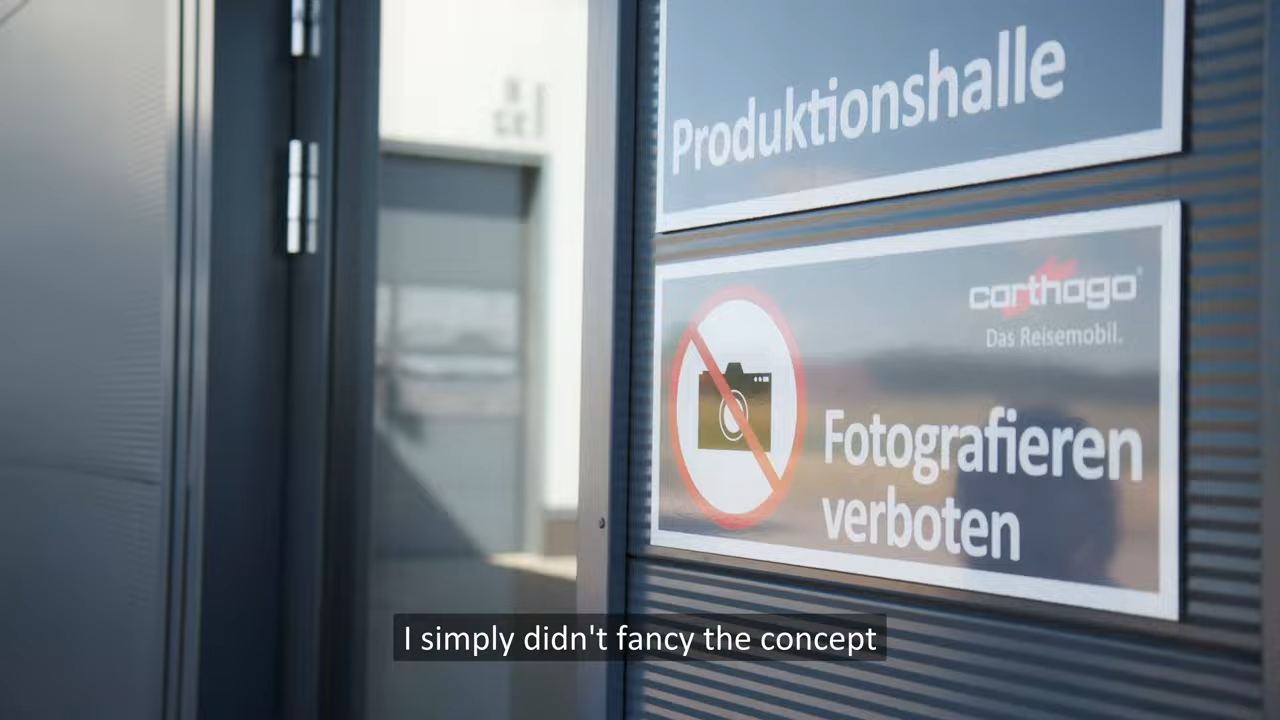 Produktionshalle
carthago
Das Reisemobil.
Fotografieren
verboten
I simply didn't fancy the concept